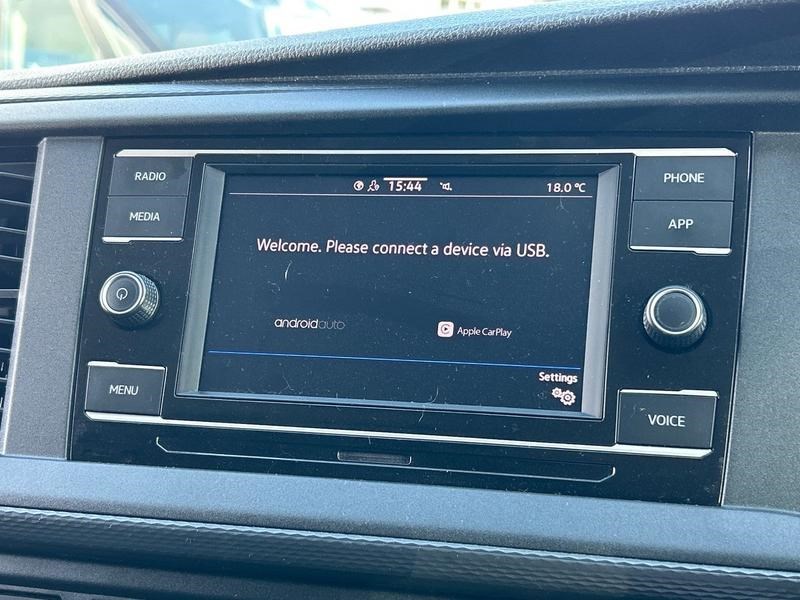 RADIO
MEDIA
MENU
15:44
18.0 °C
Welcome. Please connect a device via USB.
androidauto
Apple CarPlay
Settings
PHONE
APP
VOICE